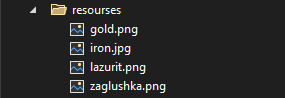 resourses
gold.png
iron.jpg
lazurit.png
zaglushka.png